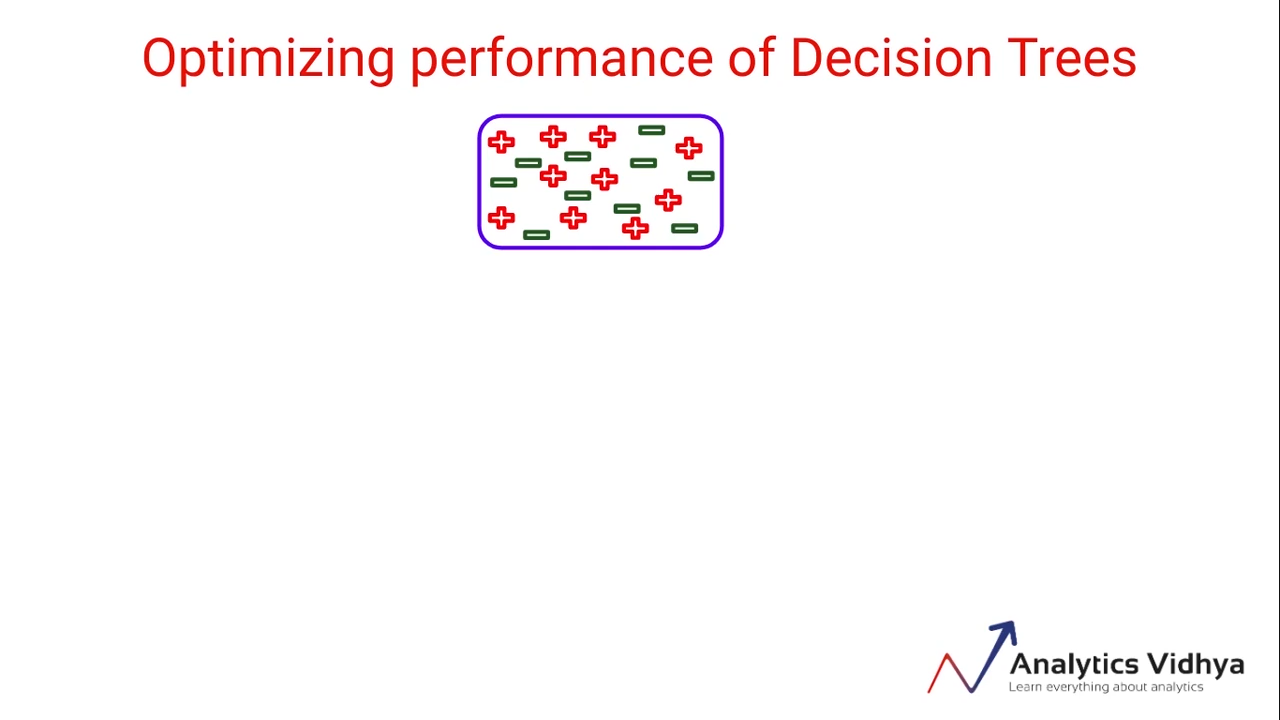 Optimizing performance of Decision Trees
Analytics Vidhya
Learn everything about analytics